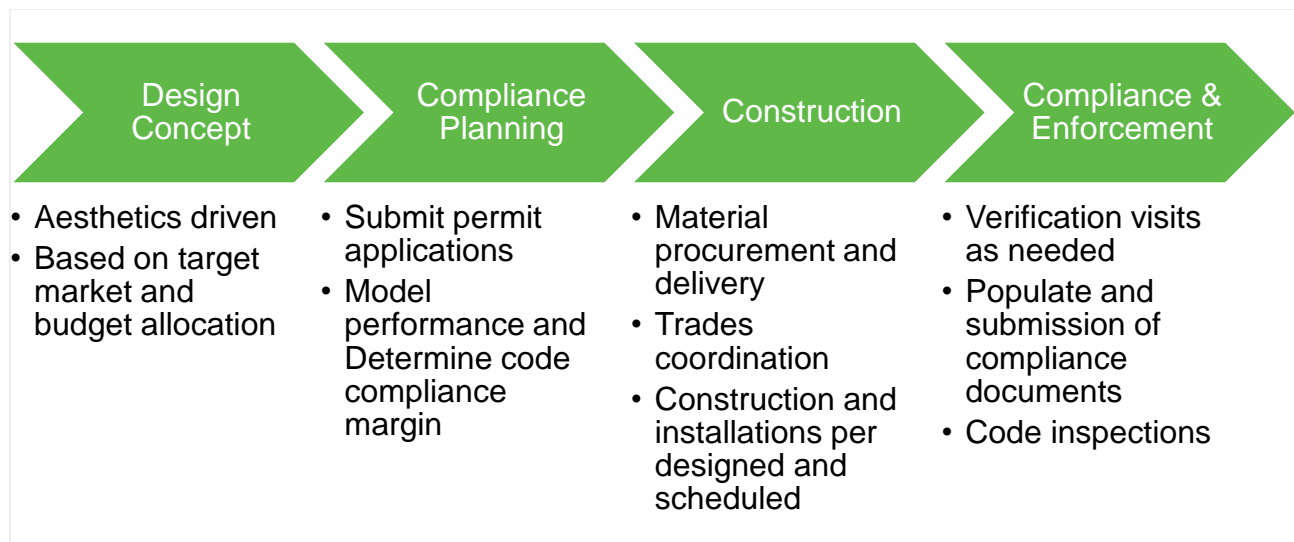 Design
Concept
Compliance
Planning
Construction
Compliance &
Enforcement
• Aesthetics driven
• Based on target
market and
budget allocation
• Submit permit
applications
• Model
performance and
Determine code
compliance
margin
• Material
procurement and
delivery
• Trades
coordination
• Construction and
installations per
designed and
scheduled
• Verification visits
as needed
• Populate and
submission of
compliance
documents
• Code inspections